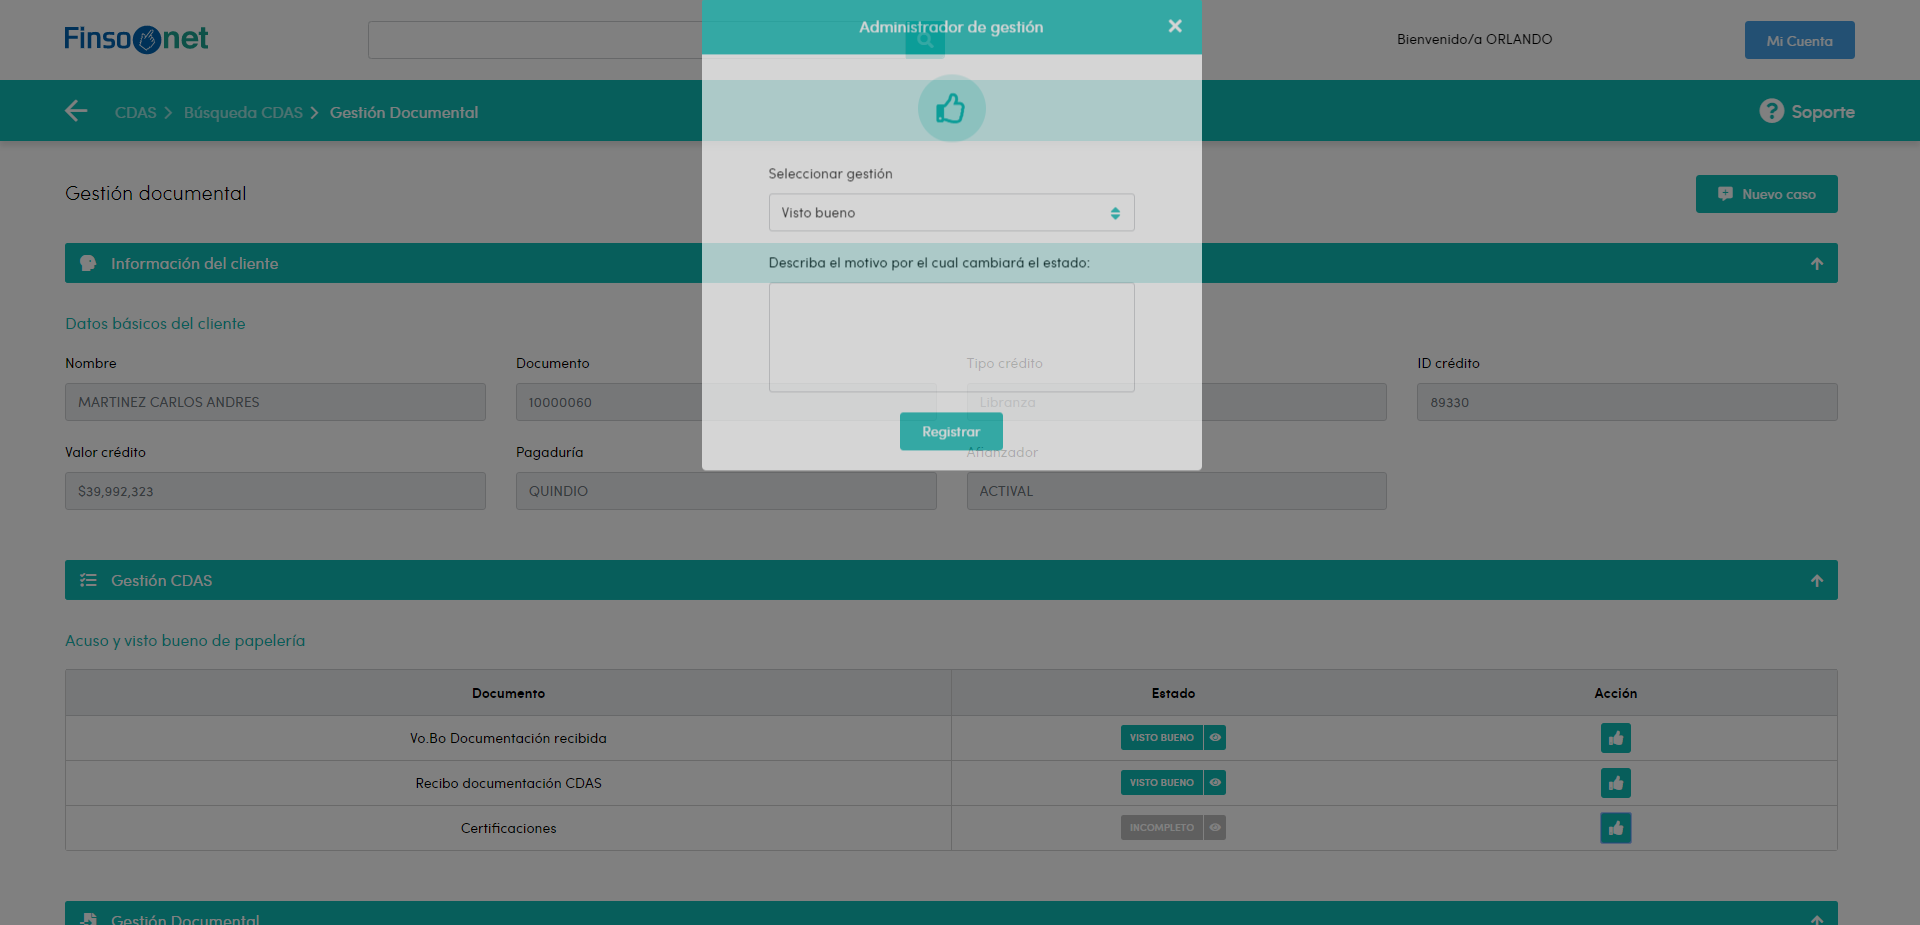 Finsonet
Administrador de gestión
Bienvenido/a ORLANDO
Mi Cuenta
CDAS
Búsqueda CDAS
Gestión Documental
Soporte
Seleccionar gestión
Visto bueno
Describa el motivo por el cual cambiará el estado:
Registrar
Gestión documental
Nuevo caso
Información del cliente
Datos básicos del cliente
Nombre
Documento
Tipo crédito
ID crédito
MARTINEZ CARLOS ANDRES
10000060
Libranza
89330
Valor crédito
Pagaduría
Afianzador
$39,992,323
QUINDIO
ACTIVAL
Gestión CDAS
Acuso y visto bueno de papelería
Documento
Estado
Acción
Vo.Bo Documentación recibida
VISTO BUENO
Recibo documentación CDAS
VISTO BUENO
Certificaciones
INCOMPLETO
Gestión Documental